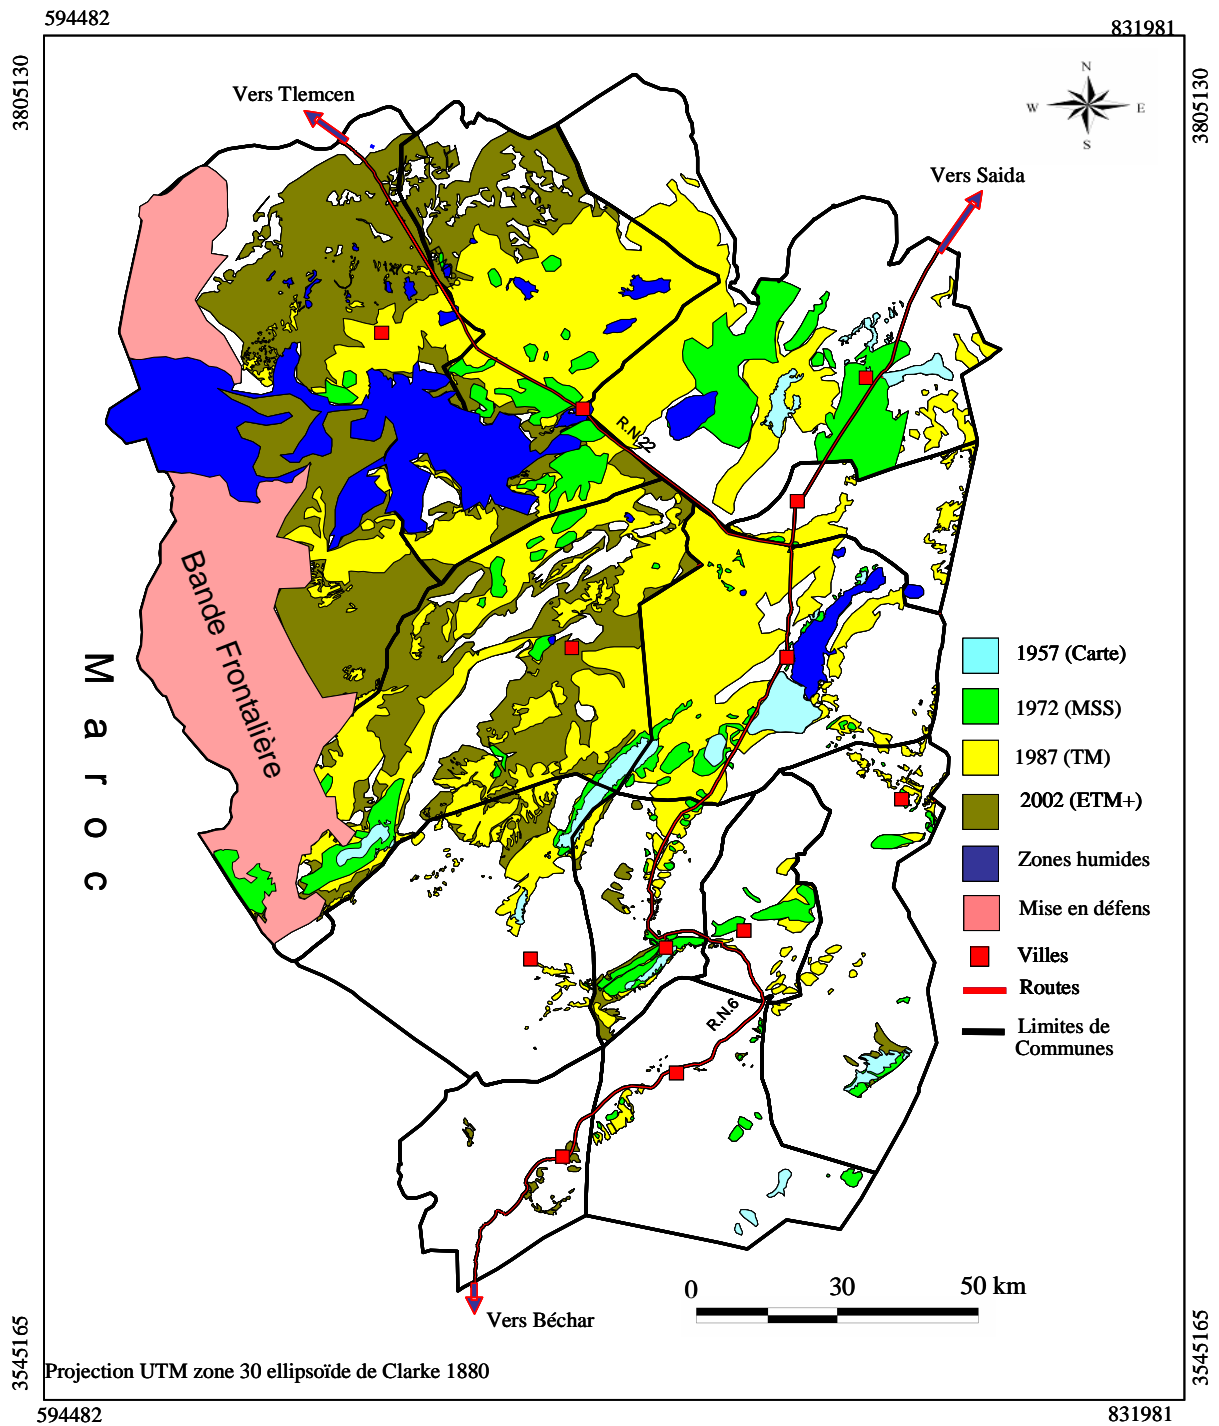 594482
831981
3805130
3805130
N
W
E
S
Vers Tlemcen
Vers Saida
R.N.22
Bande Frontalière
Maroc
1957 (Carte)
1972 (MSS)
1987 (TM)
2002 (ETM+)
Zones humides
Mise en défens
Villes
Routes
Limites de
Communes
R.N.6
0
30
50 km
Vers Béchar
3545165
3545165
Projection UTM zone 30 ellipsoïde de Clarke 1880
594482
831981